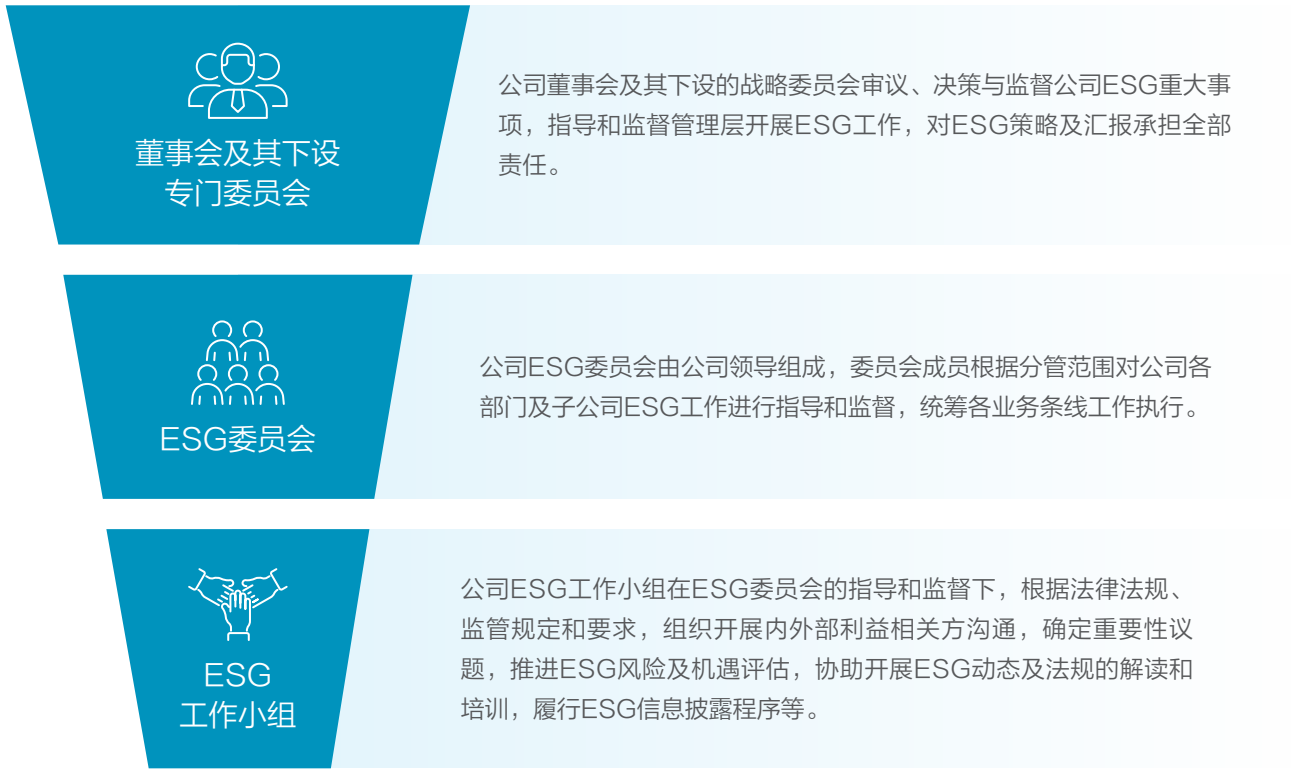 董事会及其下设
专门委员会
公司董事会及其下设的战略委员会审议、决策与监督公司ESG重大事
项，指导和监督管理层开展ESG工作，对ESG策略及汇报承担全部
责任。
ESG委员会
公司ESG委员会由公司领导组成，委员会成员根据分管范围对公司各
部门及子公司ESG工作进行指导和监督，统筹各业务条线工作执行。
ESG
工作小组
公司ESG工作小组在ESG委员会的指导和监督下，根据法律法规、
监管规定和要求，组织开展内外部利益相关方沟通，确定重要性议
题，推进ESG风险及机遇评估，协助开展ESG动态及法规的解读和
培训，履行ESG信息披露程序等。